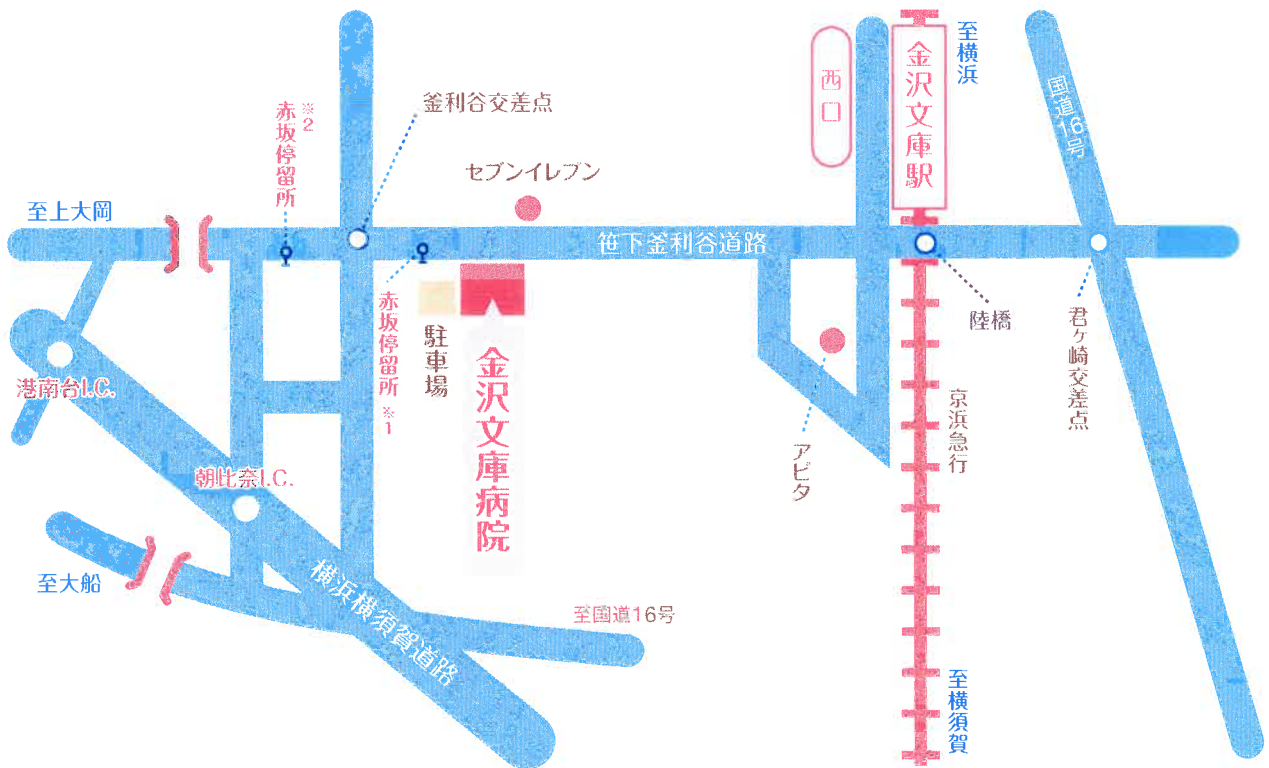 至横浜
金沢文庫駅
西口
国道16号
釜利谷交差点
※2
赤坂停留所
セブンイレブン
至上大岡
笹下釜利谷道路
陸橋
君ヶ崎交差点
赤坂停留所
※1
駐車場
金沢文庫病院
港南台I.C.
アピタ
京浜急行
朝比奈I.C.
至大船
横浜横須賀道路
至国道16号
至横須賀